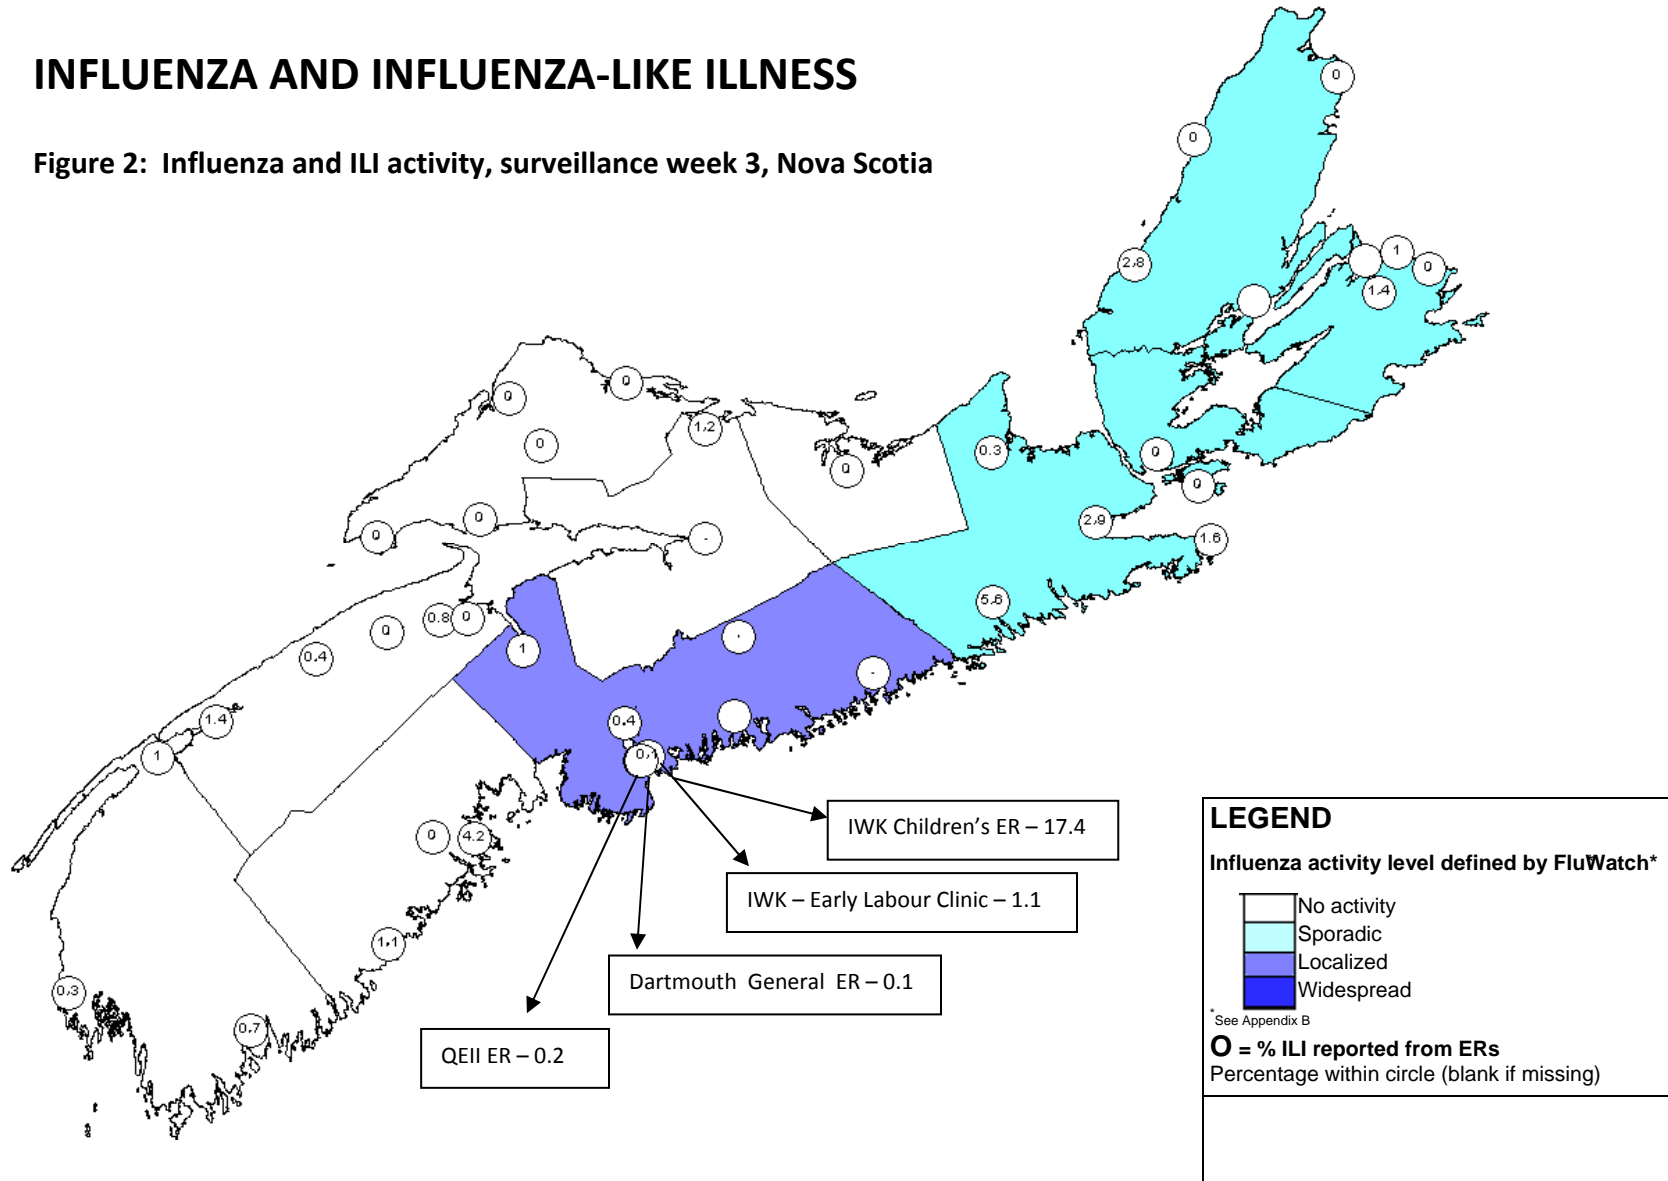 INFLUENZA AND INFLUENZA-LIKE ILLNESS
Figure 2:  Influenza and ILI activity, surveillance week 3, Nova Scotia
0
0
2.8
1
0
1.4
0
0
1.2
0
0
0.3
0
0
0
0
-
2.9
1.6
5.6
0.8
0
0
0.4
1
-
-
1.4
0.4
1
0.1
0
4.2
1.1
0.3
0.7
IWK Children's ER – 17.4
IWK – Early Labour Clinic – 1.1
Dartmouth  General  ER – 0.1
QEII ER – 0.2
LEGEND
Influenza activity level defined by FluWatch*
No activity
Sporadic
Localized
Widespread
*See Appendix B
O = % ILI reported from ERs
Percentage within circle (blank if missing)